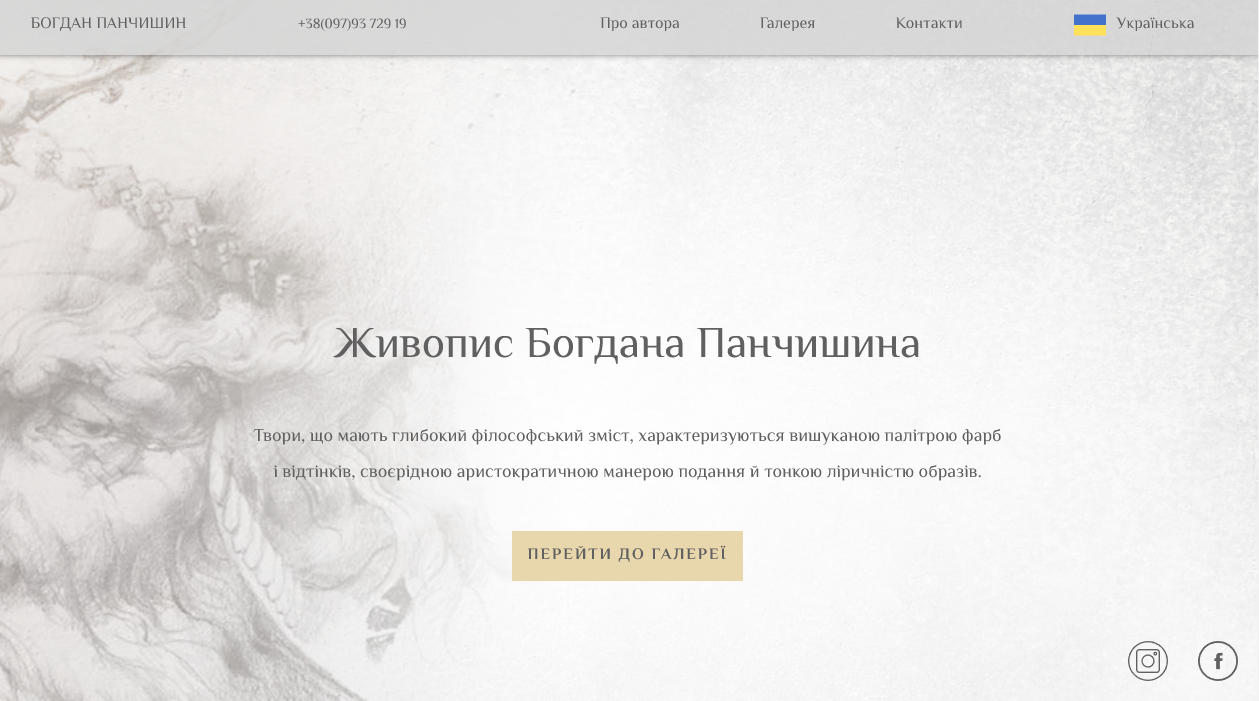 БОГДАН ПАНЧИШИН
+38(097)93 729 19
Про автора
Галерея
Контакти
Українська
Живопис Богдана Панчишина
Твори, що мають глибокий філософський зміст, характеризуються вишуканою палітрою фарб
і відтінків, своєрідною аристократичною манерою подання й тонкою ліричністю образів.
ПЕРЕЙТИ ДО ГАЛЕРЕЇ